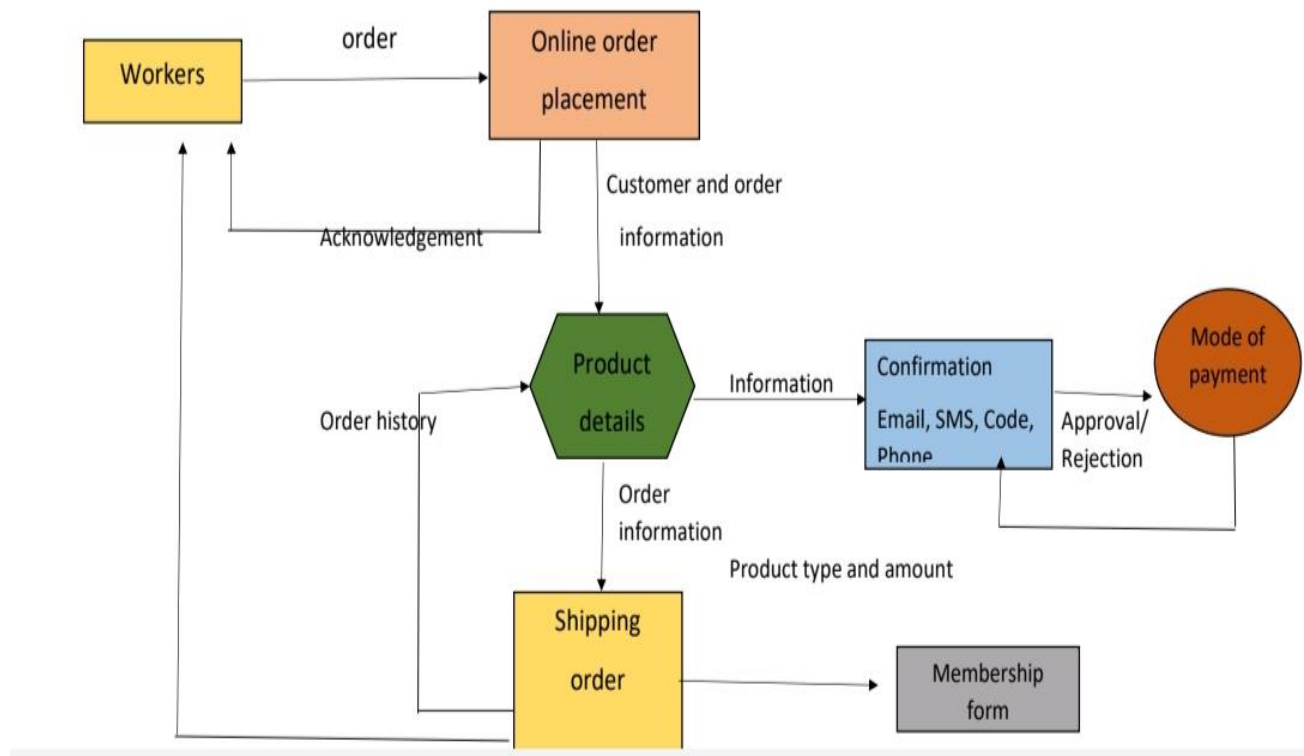 order
Workers
Online order
placement
Customer and order
information
Acknowledgement
Product
details
Information
Confirmation
Email, SMS, Code,
Phone
Approval/
Rejection
Mode of
payment
Order history
Order
information
Product type and amount
Shipping
order
Membership
form